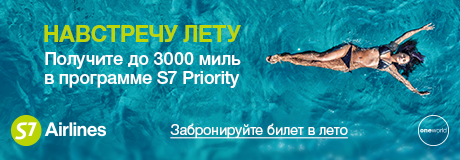 НАВСТРЕЧУ ЛЕТУ
Получите до 3000 миль
в программе S7 Priority
S7 Airlines
Забронируйте билет в лето
oneworld